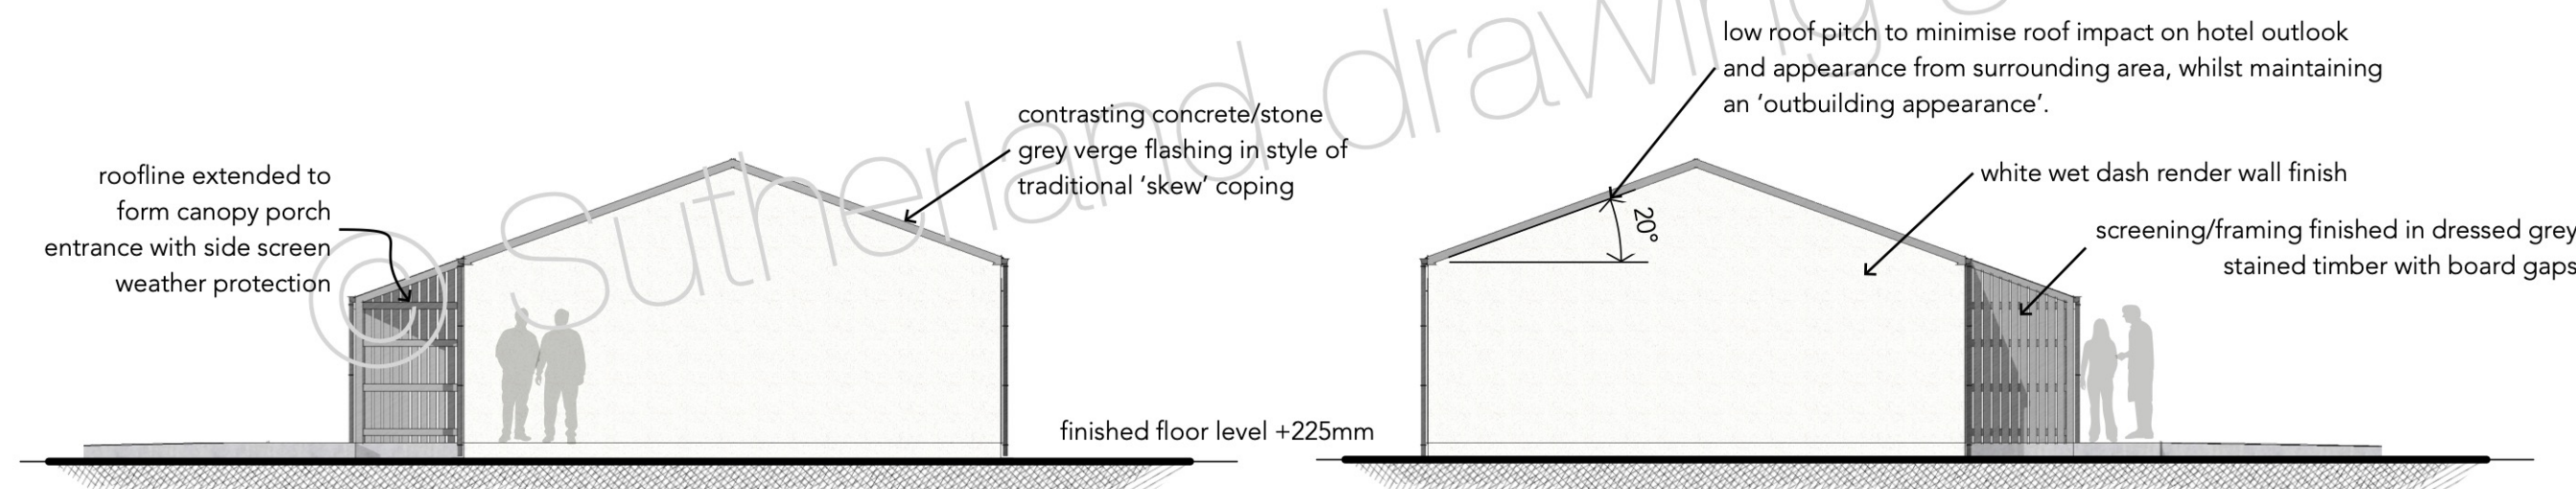 roofline extended to
form canopy porch
entrance with side screen
weather protection
contrasting concrete/stone
grey verge flashing in style of
traditional ‘skew’ coping
finished floor level +225mm
low roof pitch to minimise roof impact on hotel outlook
and appearance from surrounding area, whilst maintaining
an ‘outbuilding appearance’.
20°
white wet dash render wall finish
screening/framing finished in dressed grey
stained timber with board gaps
© Sutherland drawing